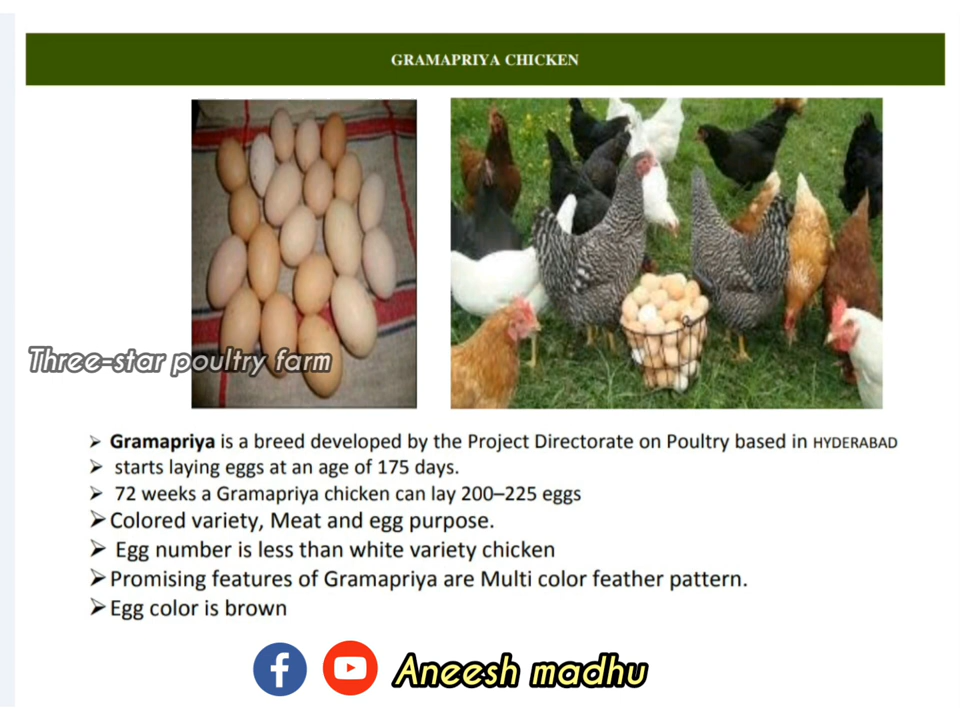 GRAMAPRIYA CHICKEN
Three-star poultry farm
➢ Gramapriya is a breed developed by the Project Directorate on Poultry based in HYDERABAD
➢ starts laying eggs at an age of 175 days.
➢ 72 weeks a Gramapriya chicken can lay 200–225 eggs
➢ Colored variety, Meat and egg purpose.
➢ Egg number is less than white variety chicken
➢ Promising features of Gramapriya are Multi color feather pattern.
➢ Egg color is brown
Aneesh madhu